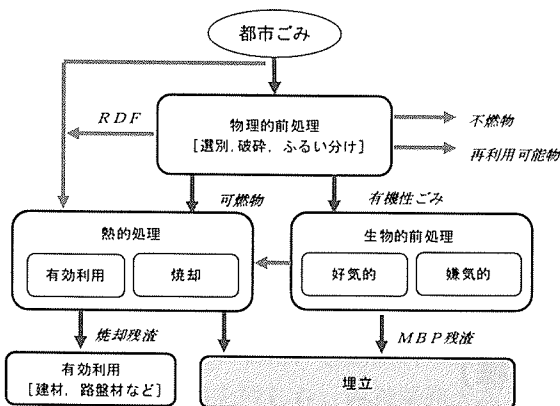 都市ごみ
RDF
物理的前処理
[選別,破砕, ふるい分け]
不燃物
再利用可能物
可燃物
有機性ごみ
熱的処理
有効利用
焼却
生物的前処理
好気的
嫌気的
焼却残渣
MBP残渣
有効利用
[建材, 路盤材など]
埋立